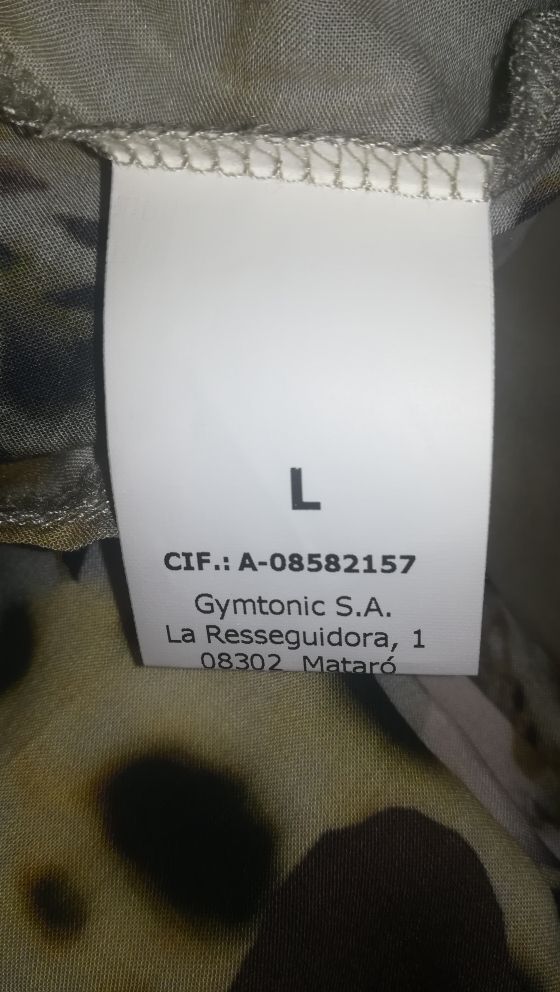 L
CIF.: A-08582157
Gymtonic S.A.
La Resseguidora, 1
08302 Mataró